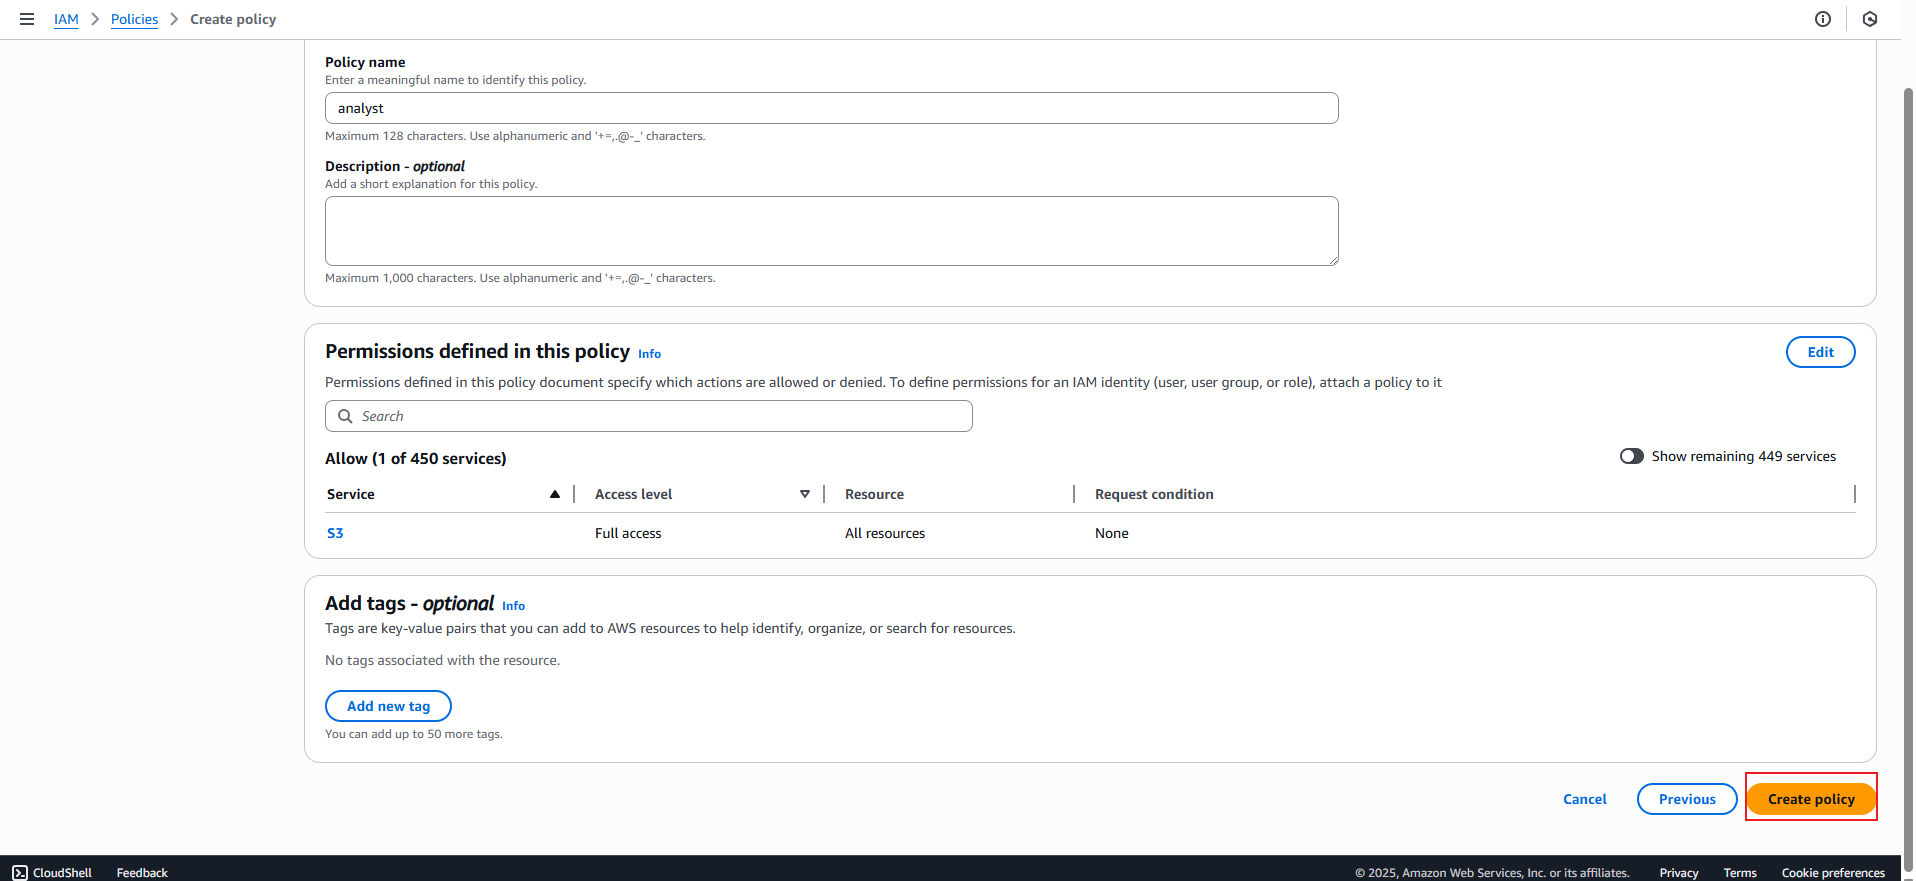 IAM > Policies > Create policy
Policy name
Enter a meaningful name to identify this policy.
analyst
Maximum 128 characters. Use alphanumeric and '+=,.@-_' characters.
Description - optional
Add a short explanation for this policy.
Maximum 1,000 characters. Use alphanumeric and '+=,.@-_' characters.
Permissions defined in this policy Info
Edit
Permissions defined in this policy document specify which actions are allowed or denied. To define permissions for an IAM identity (user, user group, or role), attach a policy to it
Search
Allow (1 of 450 services)
Show remaining 449 services
Service Access level Resource Request condition
S3 Full access All resources None
Add tags - optional Info
Tags are key-value pairs that you can add to AWS resources to help identify, organize, or search for resources.
No tags associated with the resource.
Add new tag
You can add up to 50 more tags.
Cancel Previous Create policy
CloudShell Feedback © 2025, Amazon Web Services, Inc. or its affiliates. Privacy Terms Cookie preferences